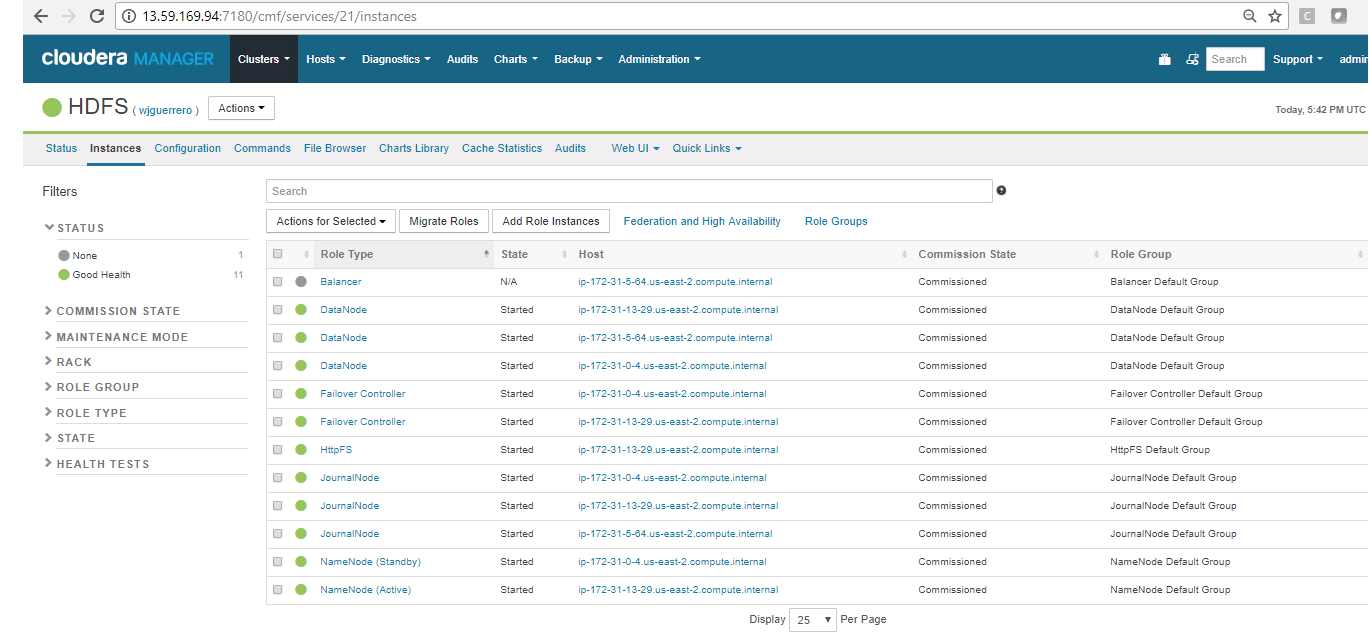 13.59.169.94:7180/cmf/services/21/instances
cloudera MANAGER Clusters Hosts Diagnostics Audits Charts Backup Administration Search Support admin
HDFS ( wjguerrero ) Actions
Today, 5:42 PM UTC
Status Instances Configuration Commands File Browser Charts Library Cache Statistics Audits Web UI Quick Links
Filters
Search
STATUS
None 1
Good Health 11
COMMISSION STATE
MAINTENANCE MODE
RACK
ROLE GROUP
ROLE TYPE
STATE
HEALTH TESTS
Actions for Selected Migrate Roles Add Role Instances Federation and High Availability Role Groups
Role Type State Host Commission State Role Group
Balancer N/A ip-172-31-5-64.us-east-2.compute.internal Commissioned Balancer Default Group
DataNode Started ip-172-31-13-29.us-east-2.compute.internal Commissioned DataNode Default Group
DataNode Started ip-172-31-5-64.us-east-2.compute.internal Commissioned DataNode Default Group
DataNode Started ip-172-31-0-4.us-east-2.compute.internal Commissioned DataNode Default Group
Failover Controller Started ip-172-31-0-4.us-east-2.compute.internal Commissioned Failover Controller Default Group
Failover Controller Started ip-172-31-13-29.us-east-2.compute.internal Commissioned Failover Controller Default Group
HttpFS Started ip-172-31-13-29.us-east-2.compute.internal Commissioned HttpFS Default Group
JournalNode Started ip-172-31-0-4.us-east-2.compute.internal Commissioned JournalNode Default Group
JournalNode Started ip-172-31-13-29.us-east-2.compute.internal Commissioned JournalNode Default Group
JournalNode Started ip-172-31-5-64.us-east-2.compute.internal Commissioned JournalNode Default Group
NameNode (Standby) Started ip-172-31-0-4.us-east-2.compute.internal Commissioned NameNode Default Group
NameNode (Active) Started ip-172-31-13-29.us-east-2.compute.internal Commissioned NameNode Default Group
Display 25 Per Page